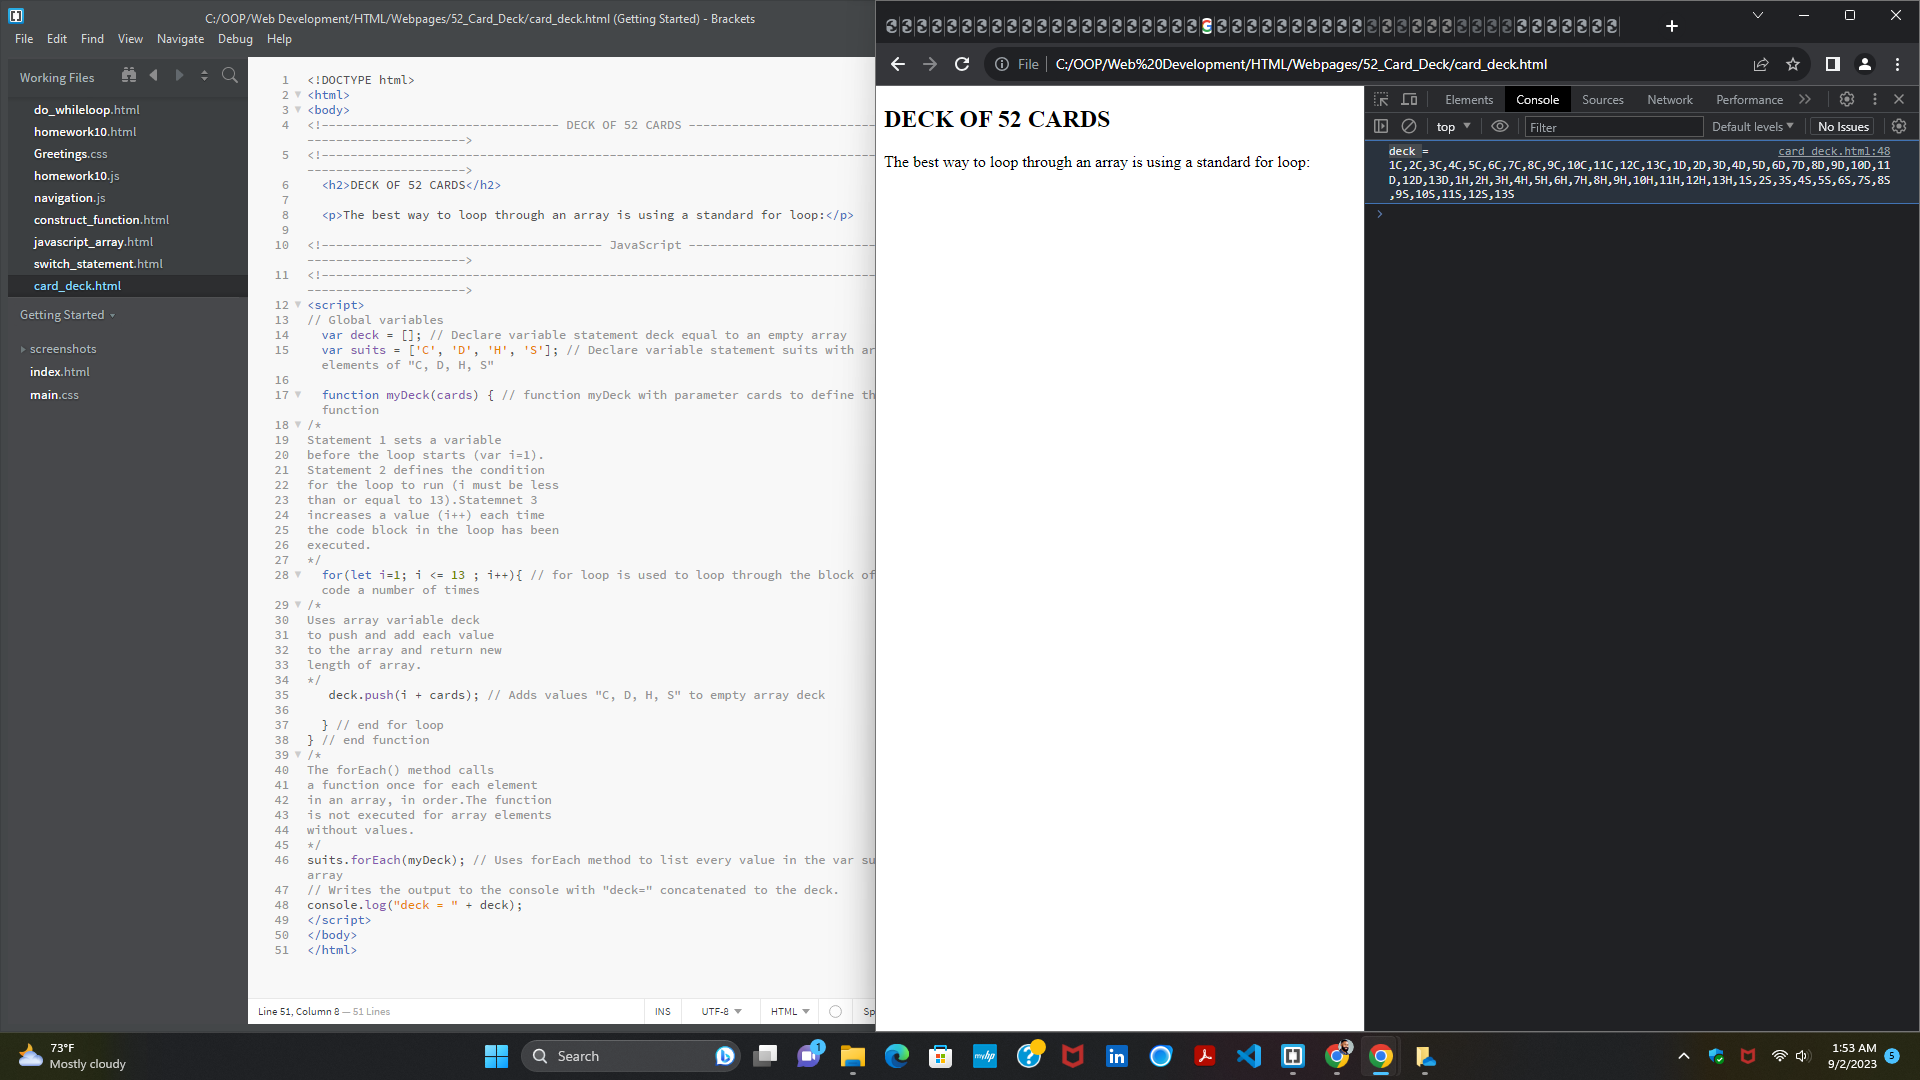 C:/OOP/Web Development/HTML/Webpages/52_Card_Deck/card_deck.html (Getting Started) - Brackets
File Edit Find View Navigate Debug Help
Working Files
do_whileloop.html
homework10.html
Greetings.css
homework10.js
navigation.js
construct_function.html
javascript_array.html
switch_statement.html
card_deck.html
Getting Started
screenshots
index.html
main.css
1 <!DOCTYPE html>
2 <html>
3 <body>
4 <!--------------------------------- DECK OF 52 CARDS --------------------------
---------------------->
5 <!-----------------------------------------------------------------------------
---------------------->
6 <h2>DECK OF 52 CARDS</h2>
7
8 <p>The best way to loop through an array is using a standard for loop:</p>
9
10 <!--------------------------------------- JavaScript --------------------------
---------------------->
11 <!-----------------------------------------------------------------------------
---------------------->
12 <script>
13 // Global variables
14 var deck = []; // Declare variable statement deck equal to an empty array
15 var suits = ['C', 'D', 'H', 'S']; // Declare variable statement suits with ar
elements of "C, D, H, S"
16
17 function myDeck(cards) { // function myDeck with parameter cards to define th
function
18 /*
19 Statement 1 sets a variable
20 before the loop starts (var i=1).
21 Statement 2 defines the condition
22 for the loop to run (i must be less
23 than or equal to 13).Statemnet 3
24 increases a value (i++) each time
25 the code block in the loop has been
26 executed.
27 */
28 for(let i=1; i <= 13 ; i++){ // for loop is used to loop through the block of
code a number of times
29 /*
30 Uses array variable deck
31 to push and add each value
32 to the array and return new
33 length of array.
34 */
35 deck.push(i + cards); // Adds values "C, D, H, S" to empty array deck
36
37 } // end for loop
38 } // end function
39 /*
40 The forEach() method calls
41 a function once for each element
42 in an array, in order.The function
43 is not executed for array elements
44 without values.
45 */
46 suits.forEach(myDeck); // Uses forEach method to list every value in the var su
array
47 // Writes the output to the console with "deck=" concatenated to the deck.
48 console.log("deck = " + deck);
49 </script>
50 </body>
51 </html>
Line 51, Column 8 — 51 Lines
INS UTF-8 HTML Sp
File C:/OOP/Web%20Development/HTML/Webpages/52_Card_Deck/card_deck.html
DECK OF 52 CARDS
The best way to loop through an array is using a standard for loop:
Elements Console Sources Network Performance
top Filter Default levels No Issues
deck = card_deck.html:48
1C,2C,3C,4C,5C,6C,7C,8C,9C,10C,11C,12C,13C,1D,2D,3D,4D,5D,6D,7D,8D,9D,10D,11
D,12D,13D,1H,2H,3H,4H,5H,6H,7H,8H,9H,10H,11H,12H,13H,1S,2S,3S,4S,5S,6S,7S,8S
,9S,10S,11S,12S,13S
73°F
Mostly cloudy
Search
1
myhp
1:53 AM
9/2/2023
5